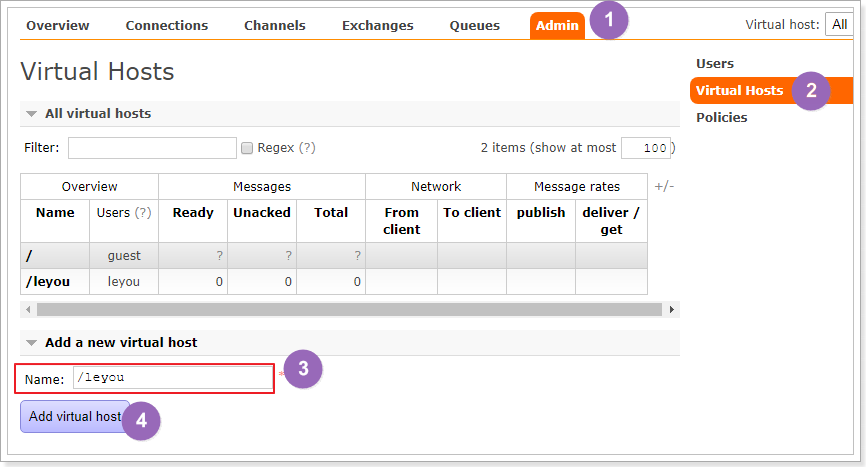 Overview Connections Channels Exchanges Queues Admin 1 Virtual host: All
Virtual Hosts
Users
Virtual Hosts 2
Policies
All virtual hosts
Filter: Regex (?) 2 items (show at most 100)
Overview Messages Network Message rates +/-
Name Users (?) Ready Unacked Total From client To client publish deliver / get
/ guest ? ? ?
/leyou leyou 0 0 0
Add a new virtual host
Name: /leyou * 3
Add virtual host 4